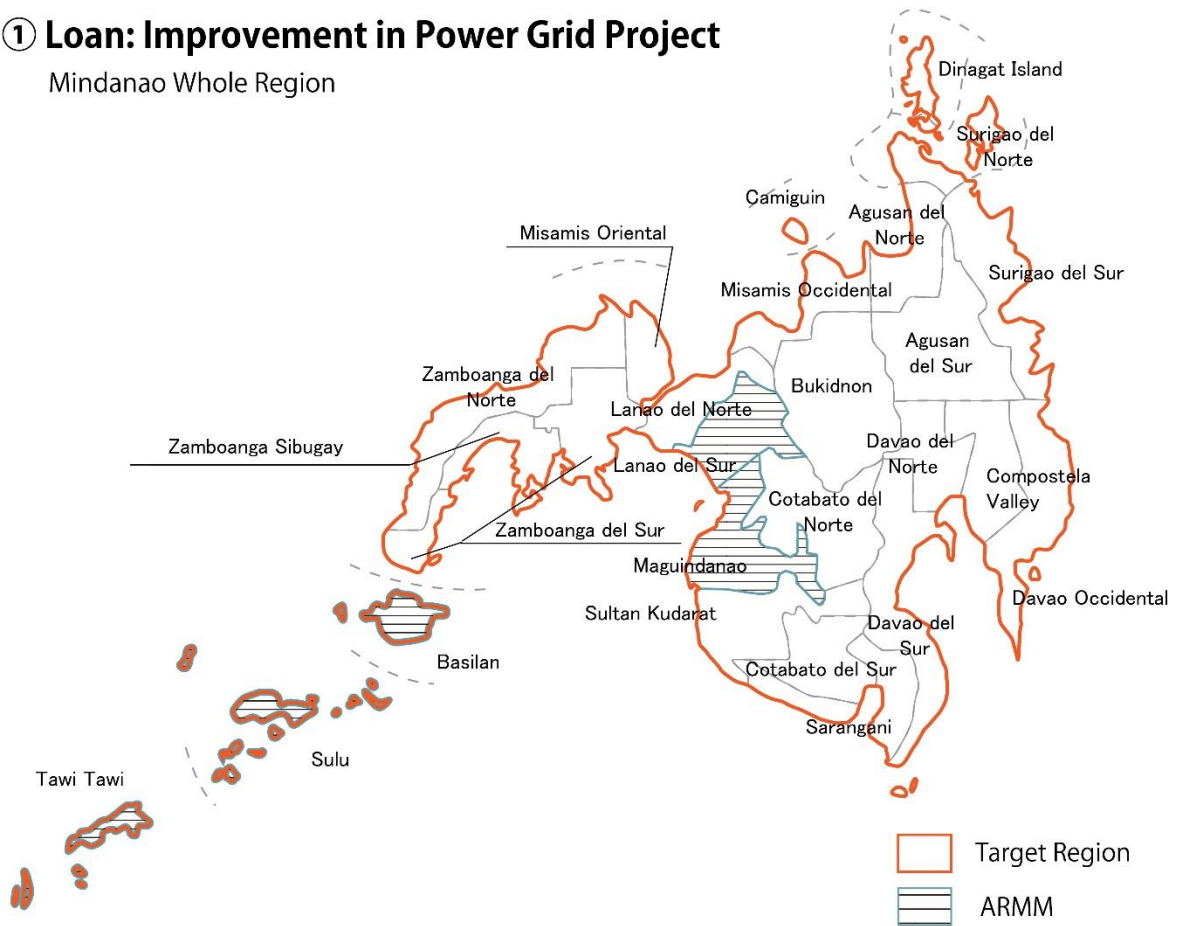 ① Loan: Improvement in Power Grid Project
Mindanao Whole Region
Dinagat Island
Surigao del
Norte
Camiguin
Agusan del
Norte
Misamis Oriental
Surigao del Sur
Misamis Occidental
Agusan
del Sur
Zamboanga del
Norte
Bukidnon
Lanao del Norte
Zamboanga Sibugay
Davao del
Norte
Lanao del Sur
Compostela
Valley
Cotabato del
Norte
Zamboanga del Sur
Maguindanao
Davao Occidental
Sultan Kudarat
Davao del
Sur
Basilan
Cotabato del Sur
Sarangani
Sulu
Tawi Tawi
Target Region
ARMM